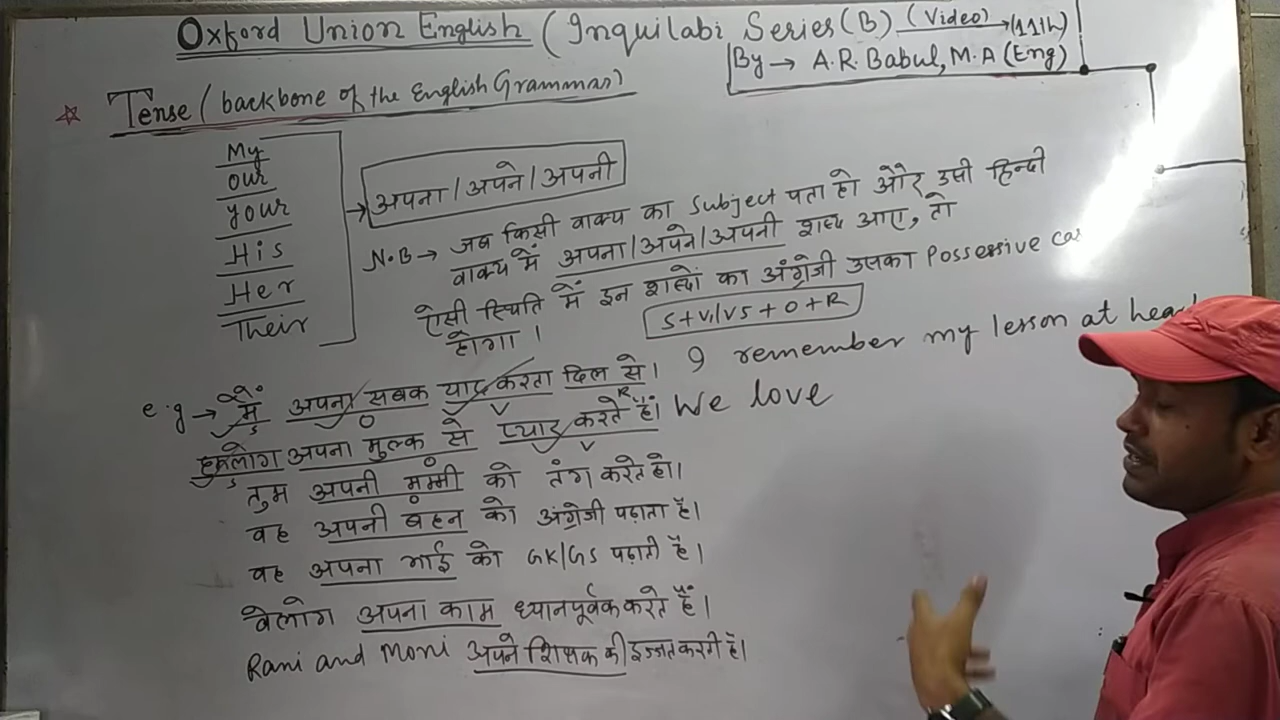 Oxford Union English (Inquilabi Series (B) (Video) → (11th)
By → A.R. Babul, M.A (Eng)
Tense (backbone of the English Grammar)
My
our
your
His
Her
Their
अपना / अपने / अपनी
N.B → जब किसी वाक्य का Subject पता हो और उसी हिन्दी
वाक्य में अपना/अपने/अपनी शब्द आए, तो
ऐसी स्थिति में इन शब्दों का अंग्रेजी उसका Possessive
होगा ।
S+V1/V5 + O + R
e.g → मैं अपना सबक याद करता दिल से। I remember my lesson at
S O V R
हमलोग अपना मुल्क से प्यार करते हैं। We love
S O V
तुम अपनी मम्मी को तंग करते हो।
वह अपनी बहन को अंग्रेजी पढ़ाता है।
वह अपना भाई को GK/GS पढ़ाती है।
वेलोग अपना काम ध्यानपूर्वक करते हैं।
Rani and Moni अपने शिक्षक की इज्जत करती है।